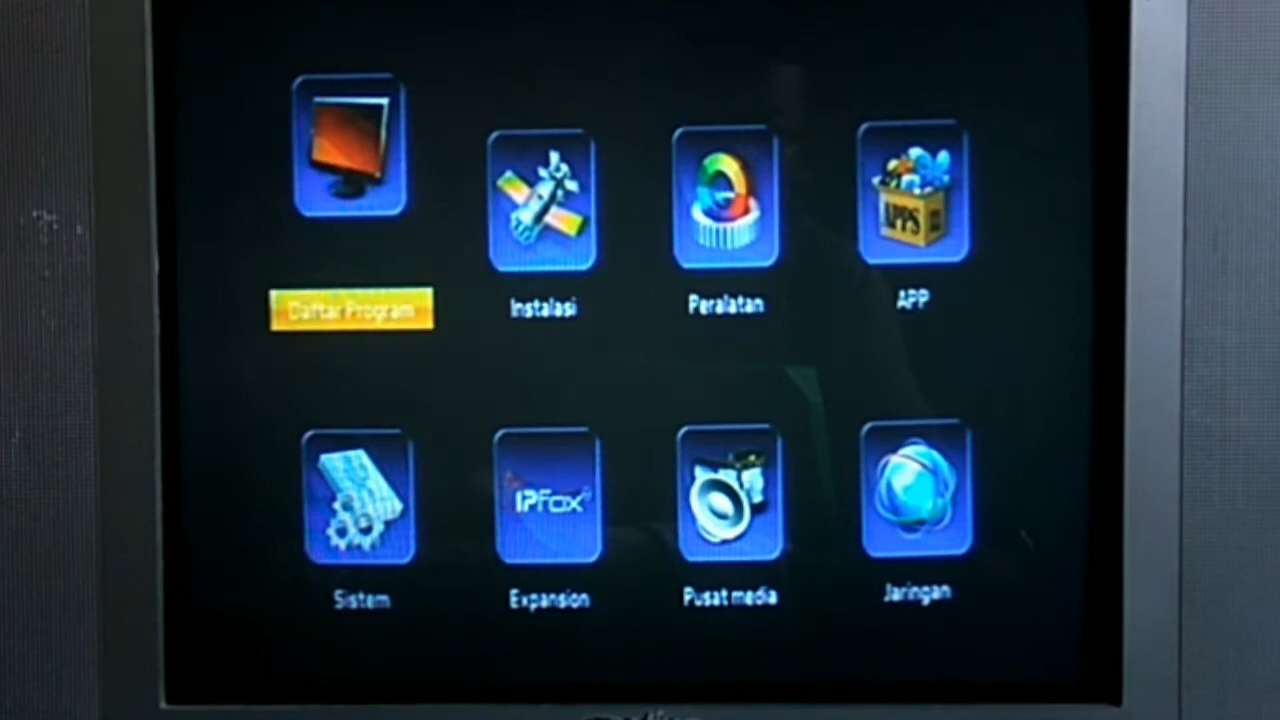 APPS
Daftar Program
Instalasi
Peralatan
APP
IPFox
Sistem
Expansion
Pusat media
Jaringan